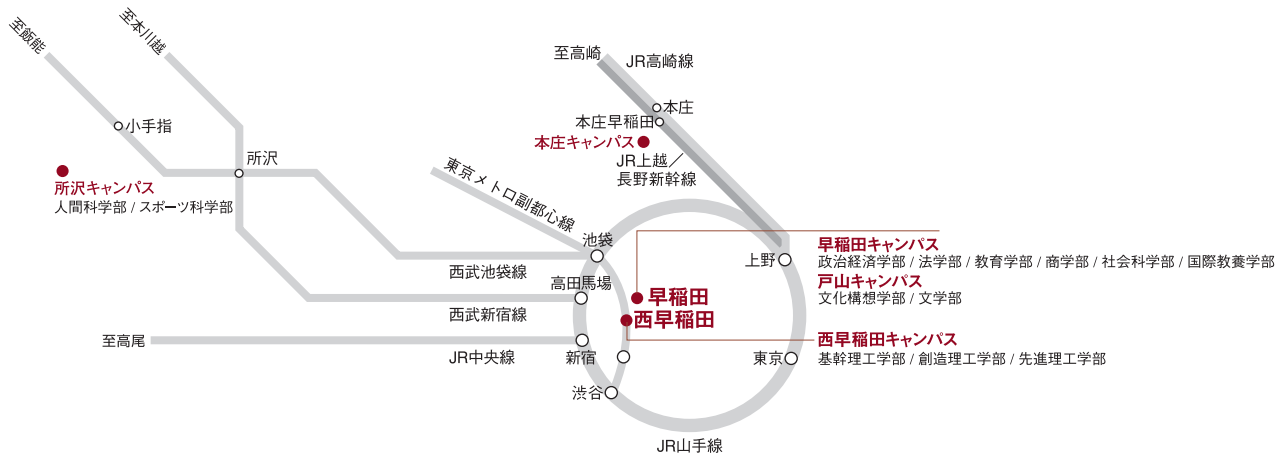 至飯能
至本川越
小手指
所沢
所沢キャンパス
人間科学部 / スポーツ科学部
至高崎
JR高崎線
本庄
本庄早稲田
本庄キャンパス
JR上越／
長野新幹線
東京メトロ副都心線
池袋
西武池袋線
高田馬場
西武新宿線
至高尾
JR中央線
新宿
渋谷
早稲田
西早稲田
上野
東京
JR山手線
早稲田キャンパス
政治経済学部 / 法学部 / 教育学部 / 商学部 / 社会科学部 / 国際教養学部
戸山キャンパス
文化構想学部 / 文学部
西早稲田キャンパス
基幹理工学部 / 創造理工学部 / 先進理工学部